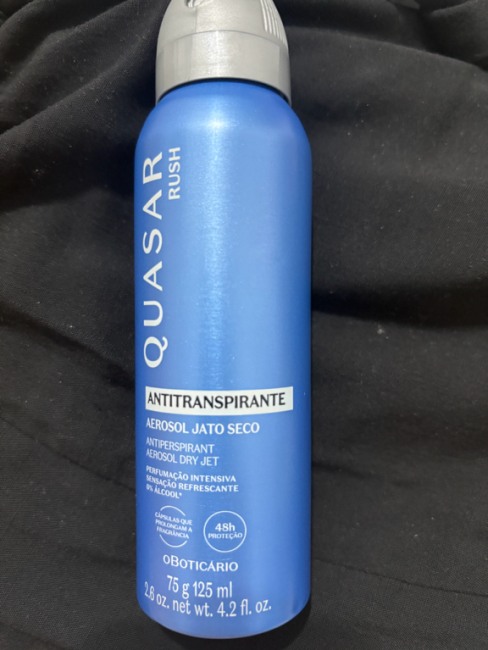 QUASAR
RUSH
ANTITRANSPIRANTE
AEROSOL JATO SECO
ANTIPERSPIRANT
AEROSOL DRY JET
PERFUMAÇÃO INTENSIVA
SENSAÇÃO REFRESCANTE
0% ÁLCOOL*
CÁPSULAS QUE
PROLONGAM A
FRAGRÂNCIA
48h
PROTEÇÃO
oBOTICÁRIO
75 g 125 ml
2.6 oz. net wt. 4.2 fl. oz.